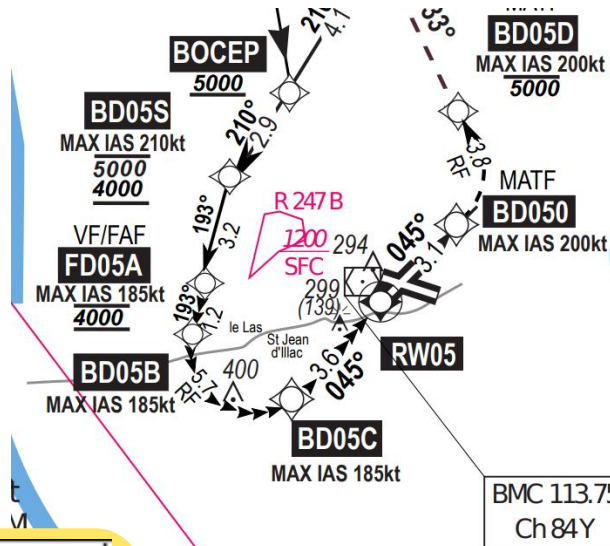 210°
4.1
33°
MATF
BD05D
MAX IAS 200kt
5000
BOCEP
5000
BD05S
MAX IAS 210kt
5000
4000
210°
2.9
3.8
RF
MATF
BD050
MAX IAS 200kt
193°
3.2
R 247 B
1200
SFC
294
045°
3.1
VF/FAF
FD05A
MAX IAS 185kt
4000
193°
1.2
299
(139)
le Las
St Jean
d'Illac
RW05
BD05B
MAX IAS 185kt
5.7
RF
400
3.6
045°
BD05C
MAX IAS 185kt
BMC 113.75
Ch 84Y
t
M